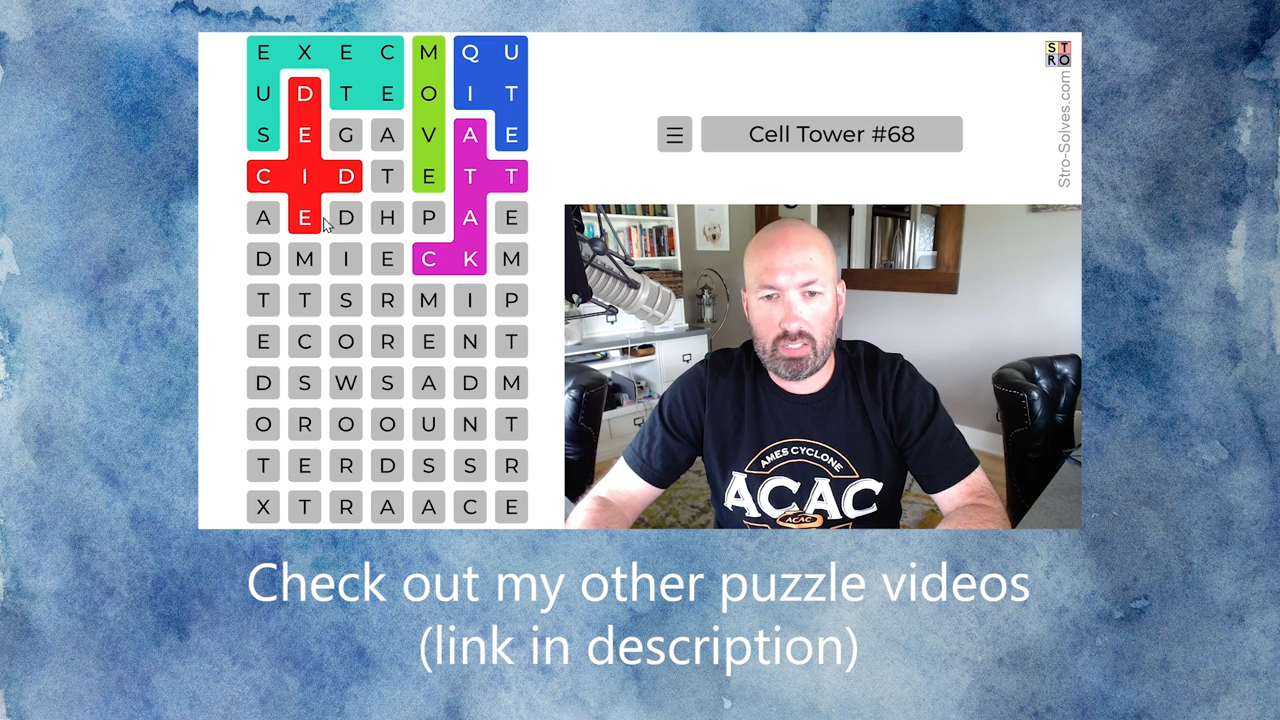 E X E C M Q U
U D T E O I T
S E G A V A E
C I D T E T T
A E D H P A E
D M I E C K M
T T S R M I P
E C O R E N T
D S W S A D M
O R O O U N T
T E R D S S R
X T R A A C E
S T
R O
Stro-Solves.com
Cell Tower #68
AMES CYCLONE
ACAC
ACAC
Check out my other puzzle videos
(link in description)